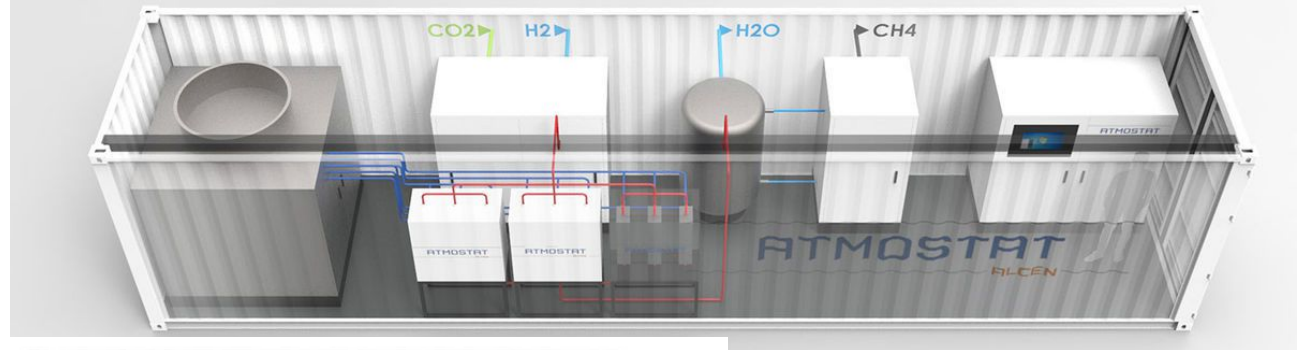 CO2
H2
H2O
CH4
ATMOSTAT
ATMOSTAT
ATMOSTAT
ATMOSTAT
ALCEN